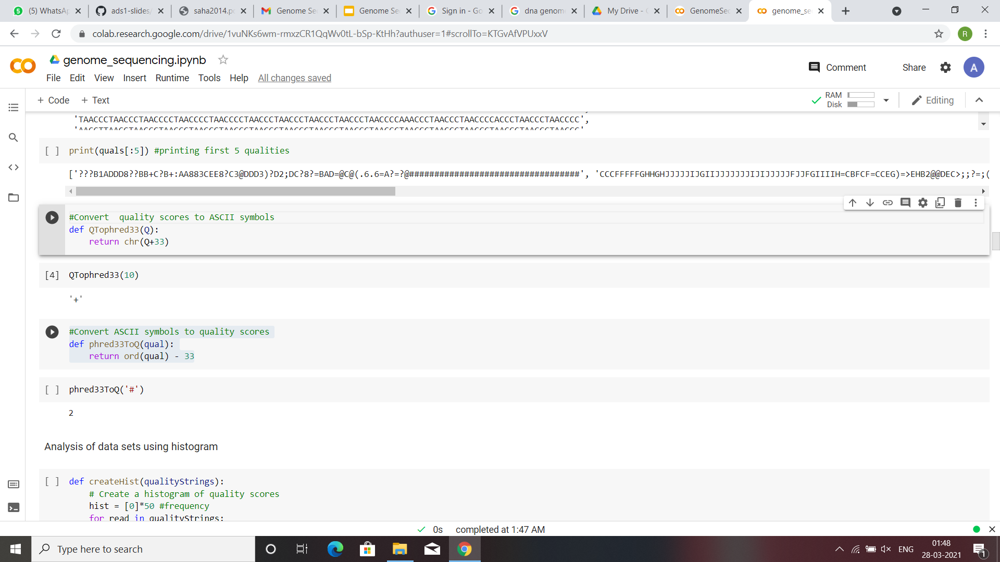 (5) WhatsAp
ads1-slides/
saha2014.pd
Genome Se
Genome Se
Sign in - Go
dna genom
My Drive - G
GenomeSec
genome_se
colab.research.google.com/drive/1vuNKs6wm-rmxzCR1QqWv0tL-bSp-KtHh?authuser=1#scrollTo=KTGvAfVPUxxV
R
genome_sequencing.ipynb
Comment
Share
A
File Edit View Insert Runtime Tools Help All changes saved
+ Code + Text
RAM
Disk
Editing
'TAACCCTAACCCTAACCCCTAACCCCTAACCCCTAACCCTAACCCTAACCCTAACCCTAACCCCAAACCCTAACCCTAACCCCACCCTAACCCTAACCCC',
[ ] print(quals[:5]) #printing first 5 qualities
['???B1ADDD8??BB+C?B+:AA883CEE8?C3@DDD3)?D2;DC?8?=BAD=@C@(.6.6=A?=?@##################################', 'CCCFFFFFGHHGHJJJJJIJGIIJJJJJJJIJIJJJJJFJJFGIIIIH=CBFCF=CCEG)=>EHB2@@DEC>;;?=;(
#Convert  quality scores to ASCII symbols
def QTophred33(Q):
    return chr(Q+33)
[4] QTophred33(10)
'+'
#Convert ASCII symbols to quality scores
def phred33ToQ(qual):
    return ord(qual) - 33
[ ] phred33ToQ('#')
2
Analysis of data sets using histogram
[ ] def createHist(qualityStrings):
    # Create a histogram of quality scores
    hist = [0]*50 #frequency
    for read in qualityStrings:
0s completed at 1:47 AM
Type here to search
ENG
01:48
28-03-2021
1